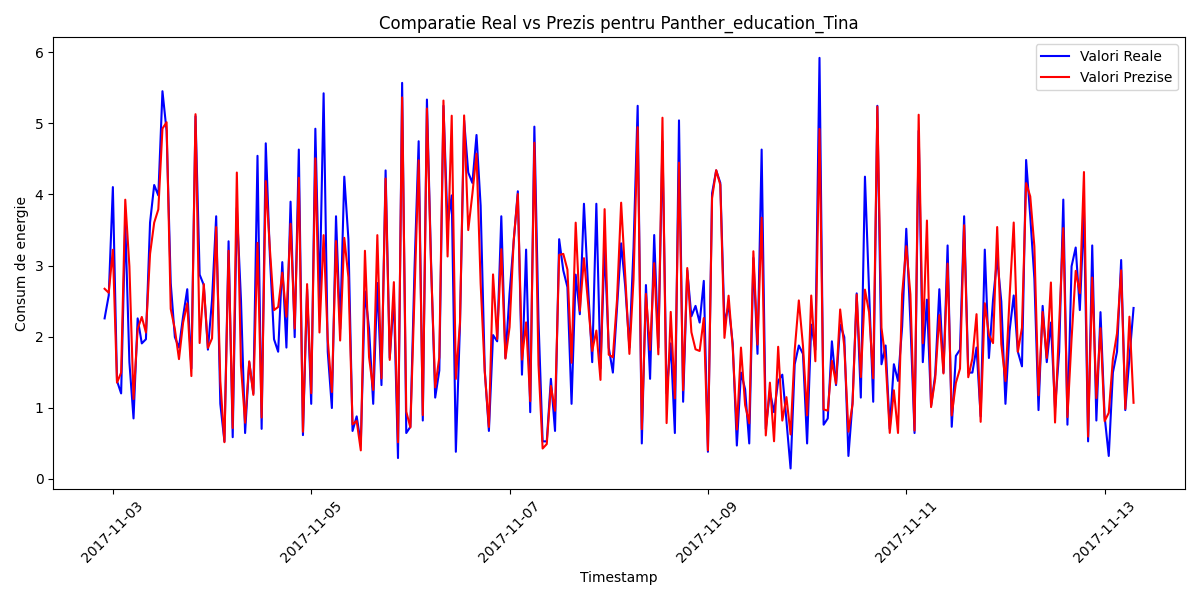 Comparatie Real vs Prezis pentru Panther_education_Tina
Valori Reale
Valori Prezise
Consum de energie
6
5
4
3
2
1
0
2017-11-03
2017-11-05
2017-11-07
2017-11-09
2017-11-11
2017-11-13
Timestamp